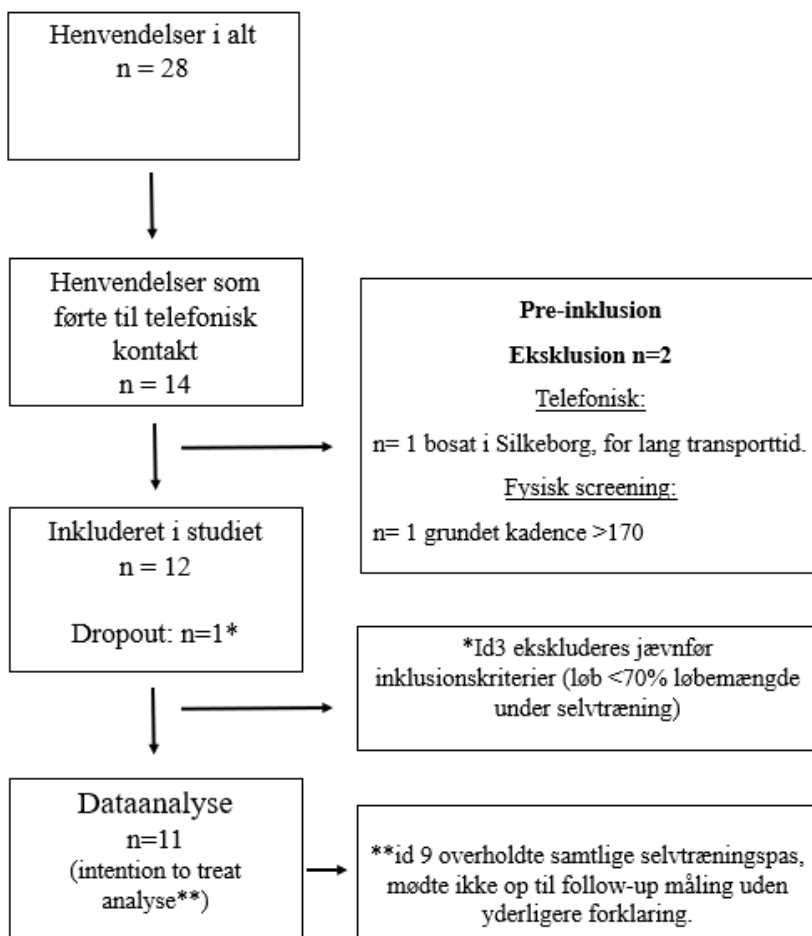 Henvendelser i alt
n = 28
Henvendelser som
førte til telefonisk
kontakt
n = 14
Pre-inklusion
Eksklusion n=2
Telefonisk:
n= 1 bosat i Silkeborg, for lang transporttid.
Fysisk screening:
n= 1 grundet kadence >170
Inkluderet i studiet
n = 12
Dropout: n=1*
*Id3 ekskluderes jævnfør
inklusionskriterier (løb <70% løbemængde
under selvtræning)
Dataanalyse
n=11
(intention to treat
analyse**)
**id 9 overholdte samtlige selvtræningspas,
mødte ikke op til follow-up måling uden
yderligere forklaring.